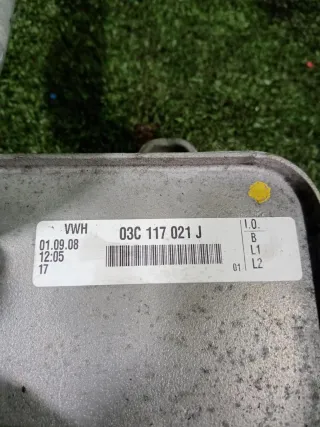 VWH 03C 117 021 J I.O.
01.09.08 B
12:05 L1
17 01 L2